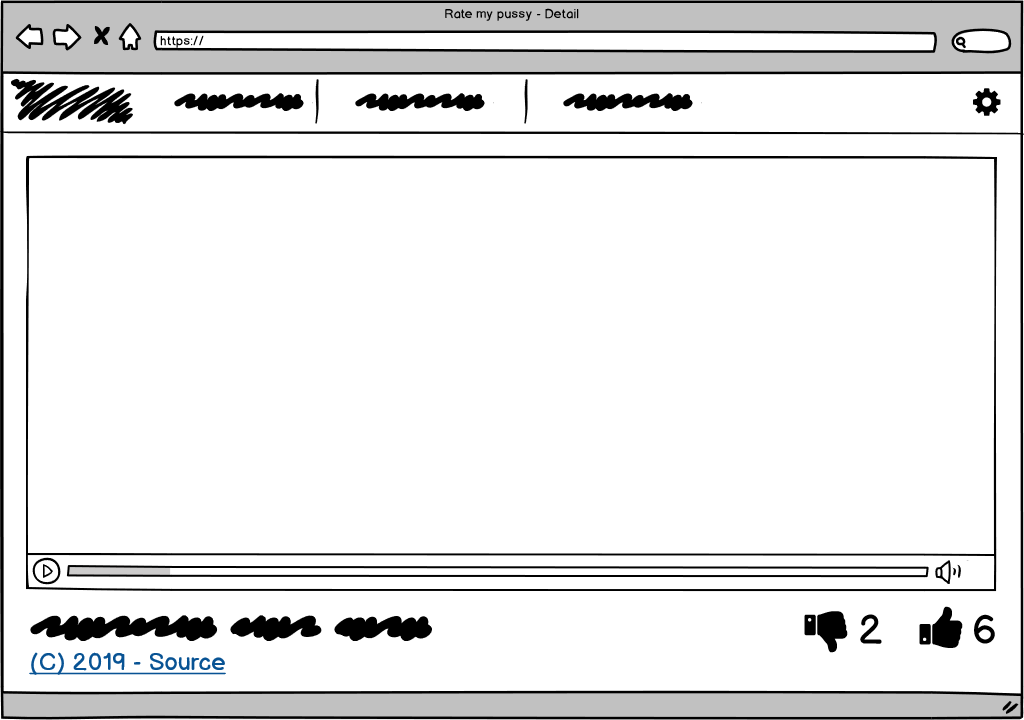 Rate my pussy - Detail
https://
2 6
(C) 2019 - Source